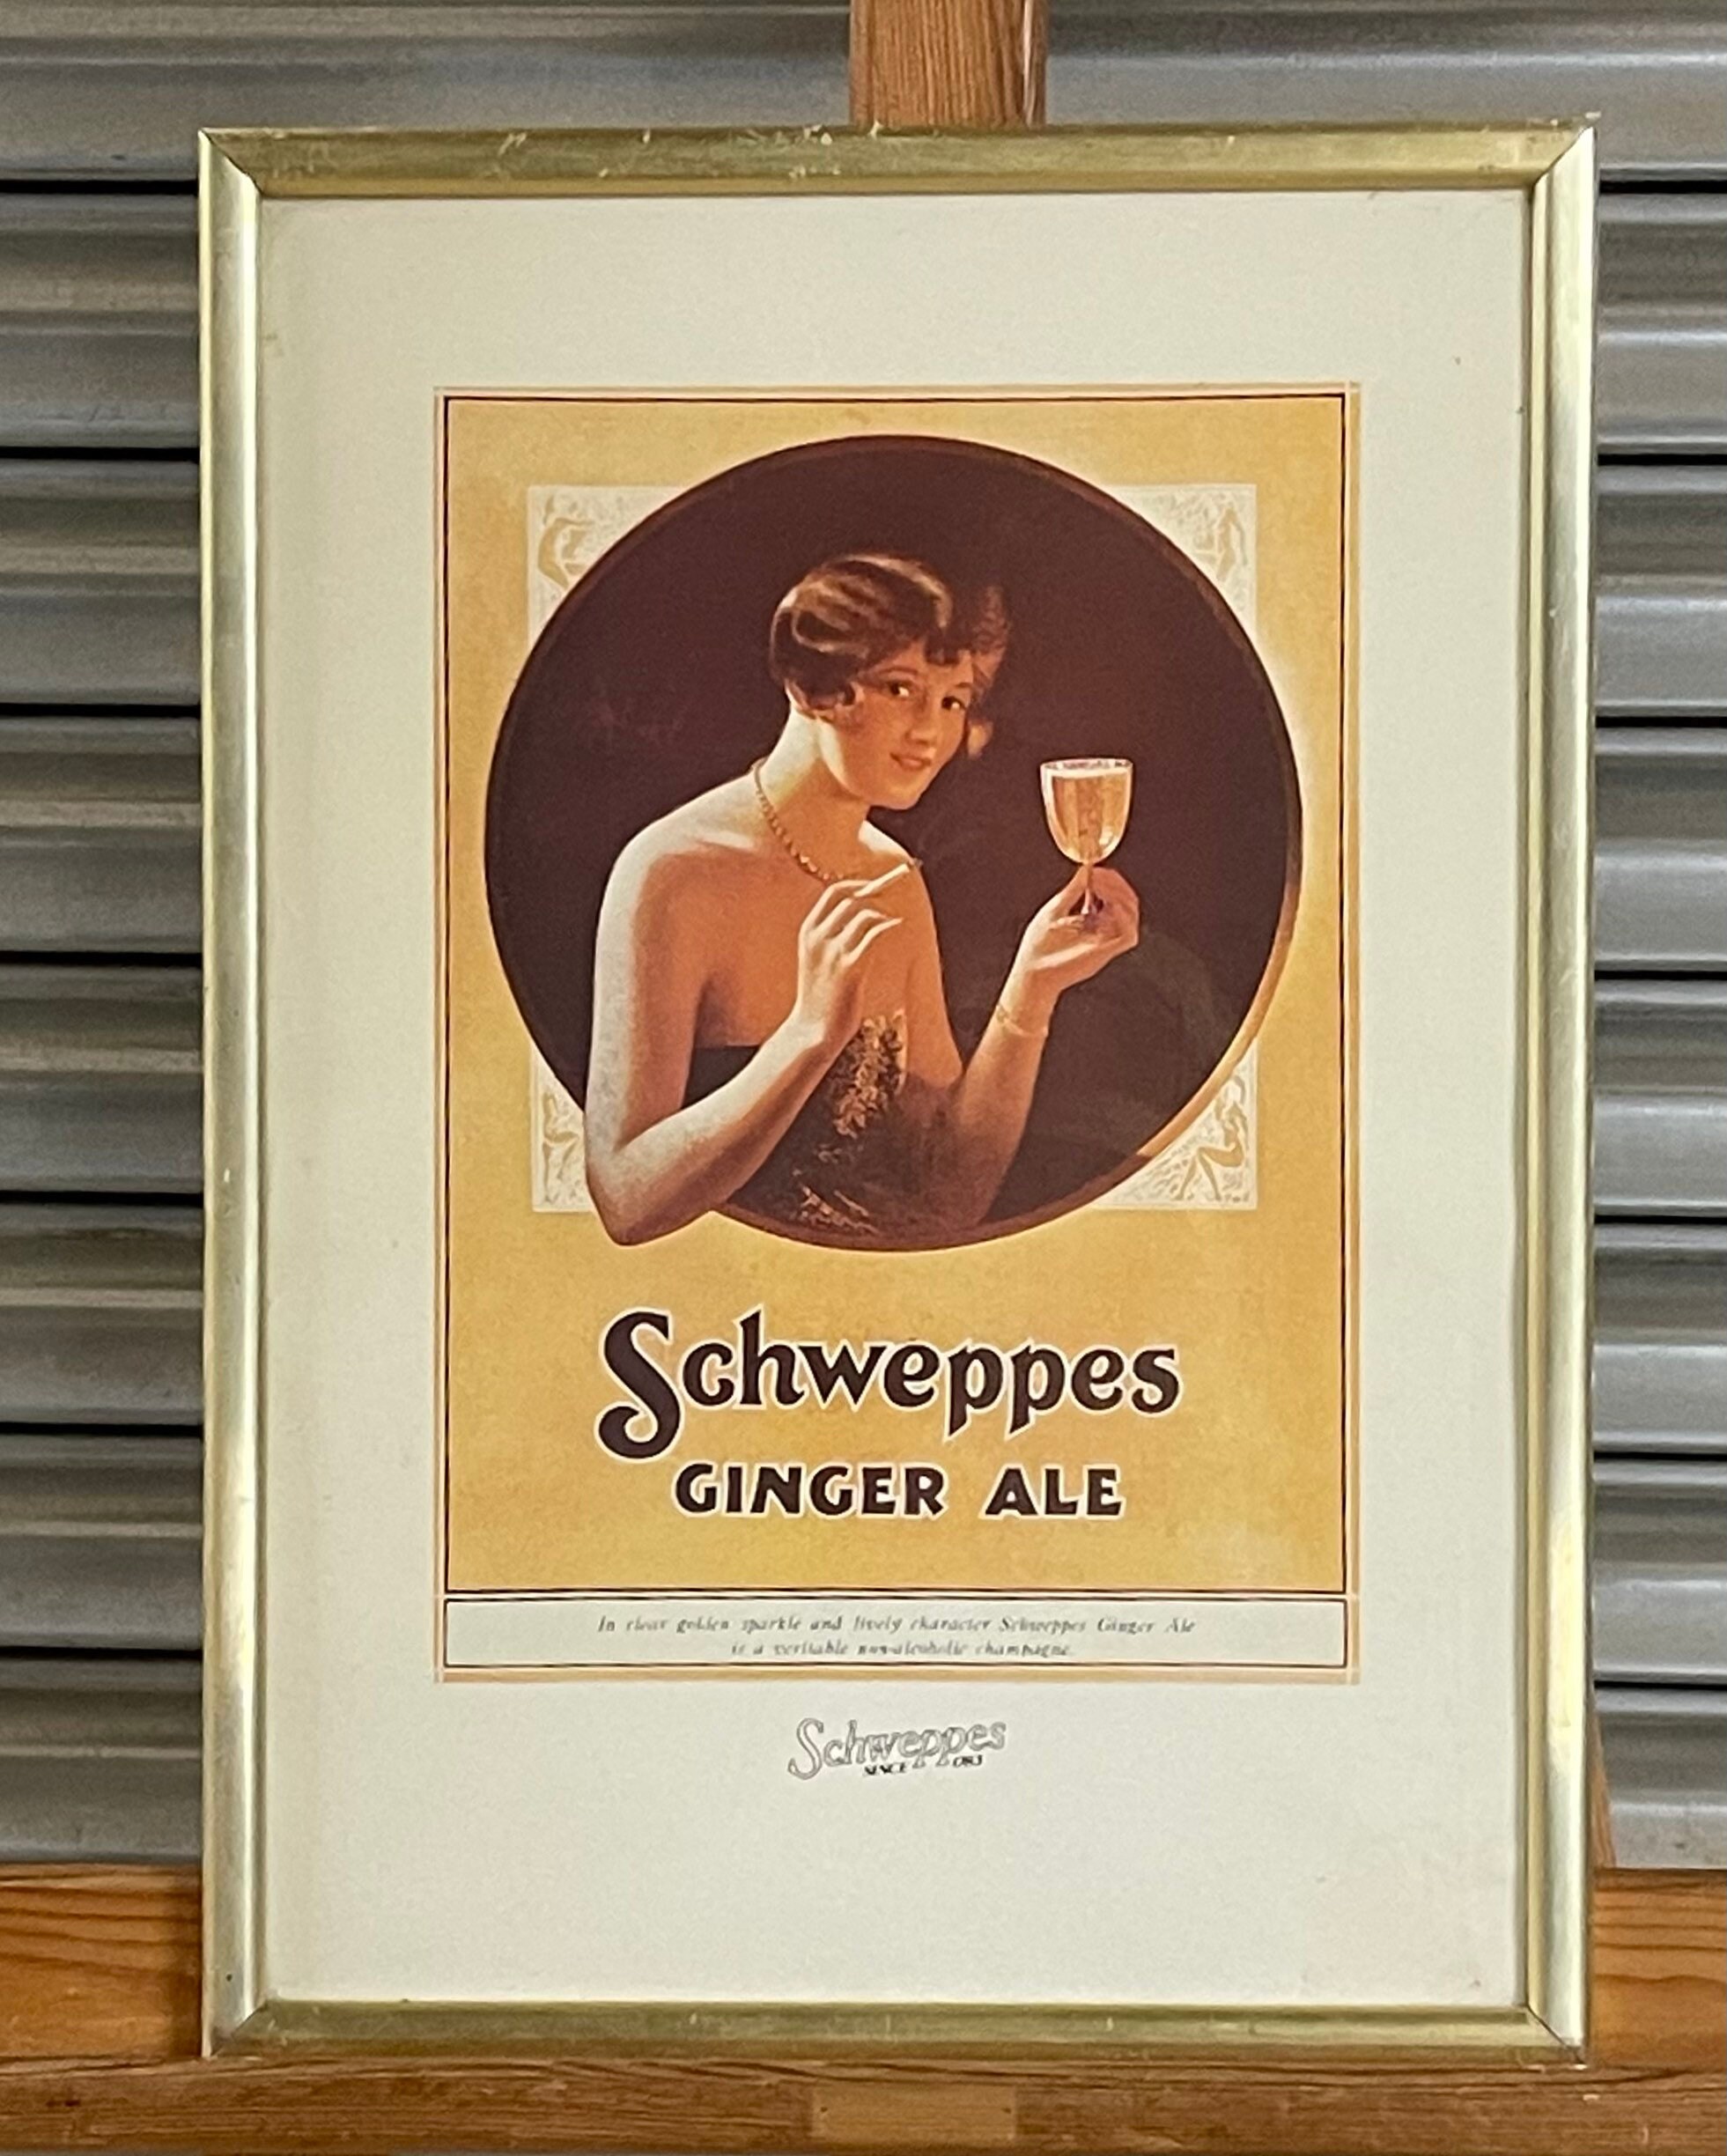 Schweppes
GINGER ALE
In clear golden sparkle and lively character Schweppes Ginger Ale
is a veritable non-alcoholic champagne.
Schweppes
SINCE 1783